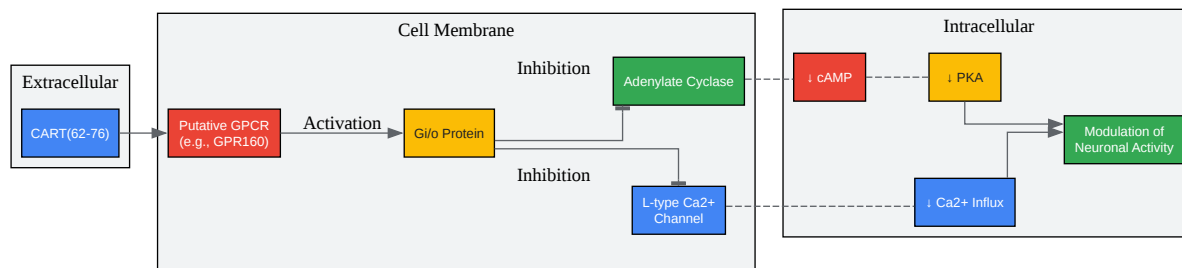 Extracellular
CART(62-76)
Cell Membrane
Putative GPCR
(e.g., GPR160)
Activation
Gi/o Protein
Inhibition
Adenylate Cyclase
Inhibition
L-type Ca2+
Channel
Intracellular
↓ cAMP
↓ PKA
↓ Ca2+ Influx
Modulation of
Neuronal Activity